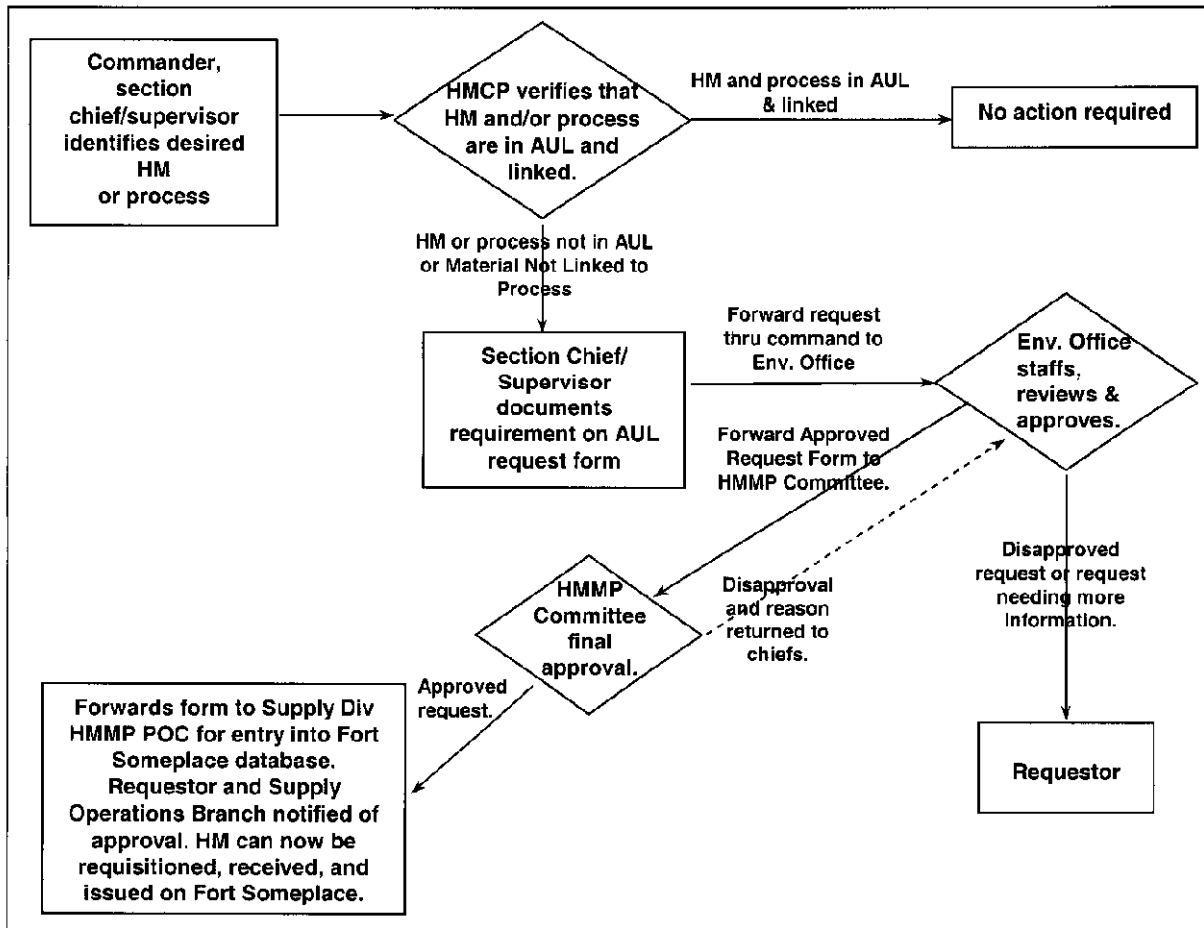 Commander,
section
chief/supervisor
identifies desired
HM
or process
HMCP verifies that
HM and/or process
are in AUL and
linked.
HM and process in AUL
& linked
No action required
HM or process not in AUL
or Material Not Linked to
Process
Section Chief/
Supervisor
documents
requirement on AUL
request form
Forward request
thru command to
Env. Office
Env. Office
staffs,
reviews &
approves.
Forward Approved
Request Form to
HMMP Committee.
Disapproval
and reason
returned to
chiefs.
Disapproved
request or request
needing more
information.
HMMP
Committee
final
approval.
Approved
request.
Requestor
Forwards form to Supply Div
HMMP POC for entry into Fort
Someplace database.
Requestor and Supply
Operations Branch notified of
approval. HM can now be
requisitioned, received, and
issued on Fort Someplace.